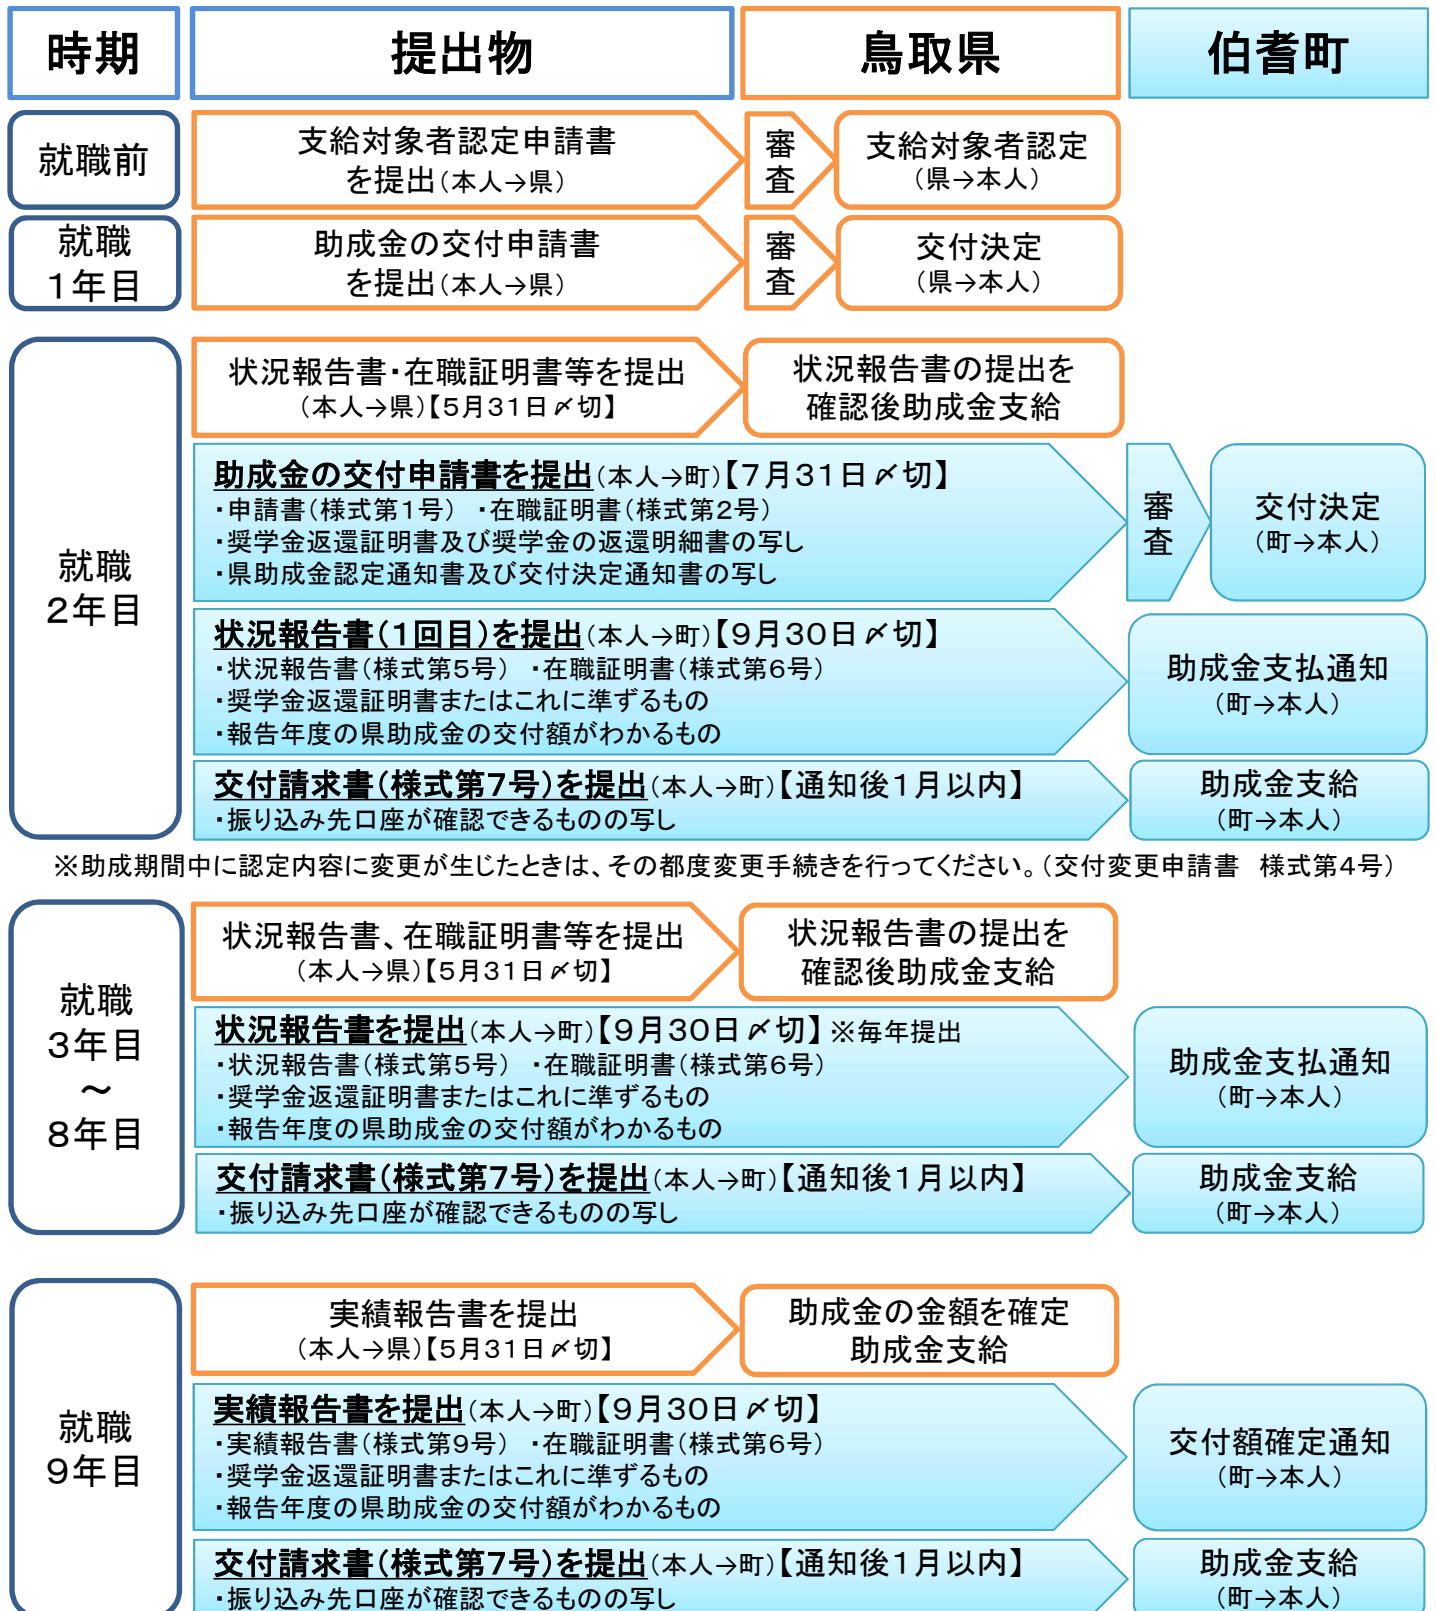 時期
提出物
鳥取県
伯耆町
就職前
支給対象者認定申請書
を提出(本人→県)
審
査
支給対象者認定
(県→本人)
就職
1年目
助成金の交付申請書
を提出(本人→県)
審
査
交付決定
(県→本人)
就職
2年目
状況報告書・在職証明書等を提出
(本人→県)【5月31日〆切】
状況報告書の提出を
確認後助成金支給
助成金の交付申請書を提出(本人→町)【7月31日〆切】
・申請書(様式第1号) ・在職証明書(様式第2号)
・奨学金返還証明書及び奨学金の返還明細書の写し
・県助成金認定通知書及び交付決定通知書の写し
審
査
交付決定
(町→本人)
状況報告書(1回目)を提出(本人→町)【9月30日〆切】
・状況報告書(様式第5号) ・在職証明書(様式第6号)
・奨学金返還証明書またはこれに準ずるもの
・報告年度の県助成金の交付額がわかるもの
助成金支払通知
(町→本人)
交付請求書(様式第7号)を提出(本人→町)【通知後1月以内】
・振り込み先口座が確認できるものの写し
助成金支給
(町→本人)
※助成期間中に認定内容に変更が生じたときは、その都度変更手続きを行ってください。(交付変更申請書 様式第4号)
就職
3年目
~
8年目
状況報告書、在職証明書等を提出
(本人→県)【5月31日〆切】
状況報告書の提出を
確認後助成金支給
状況報告書を提出(本人→町)【9月30日〆切】※毎年提出
・状況報告書(様式第5号) ・在職証明書(様式第6号)
・奨学金返還証明書またはこれに準ずるもの
・報告年度の県助成金の交付額がわかるもの
助成金支払通知
(町→本人)
交付請求書(様式第7号)を提出(本人→町)【通知後1月以内】
・振り込み先口座が確認できるものの写し
助成金支給
(町→本人)
就職
9年目
実績報告書を提出
(本人→県)【5月31日〆切】
助成金の金額を確定
助成金支給
実績報告書を提出(本人→町)【9月30日〆切】
・実績報告書(様式第9号) ・在職証明書(様式第6号)
・奨学金返還証明書またはこれに準ずるもの
・報告年度の県助成金の交付額がわかるもの
交付額確定通知
(町→本人)
交付請求書(様式第7号)を提出(本人→町)【通知後1月以内】
・振り込み先口座が確認できるものの写し
助成金支給
(町→本人)